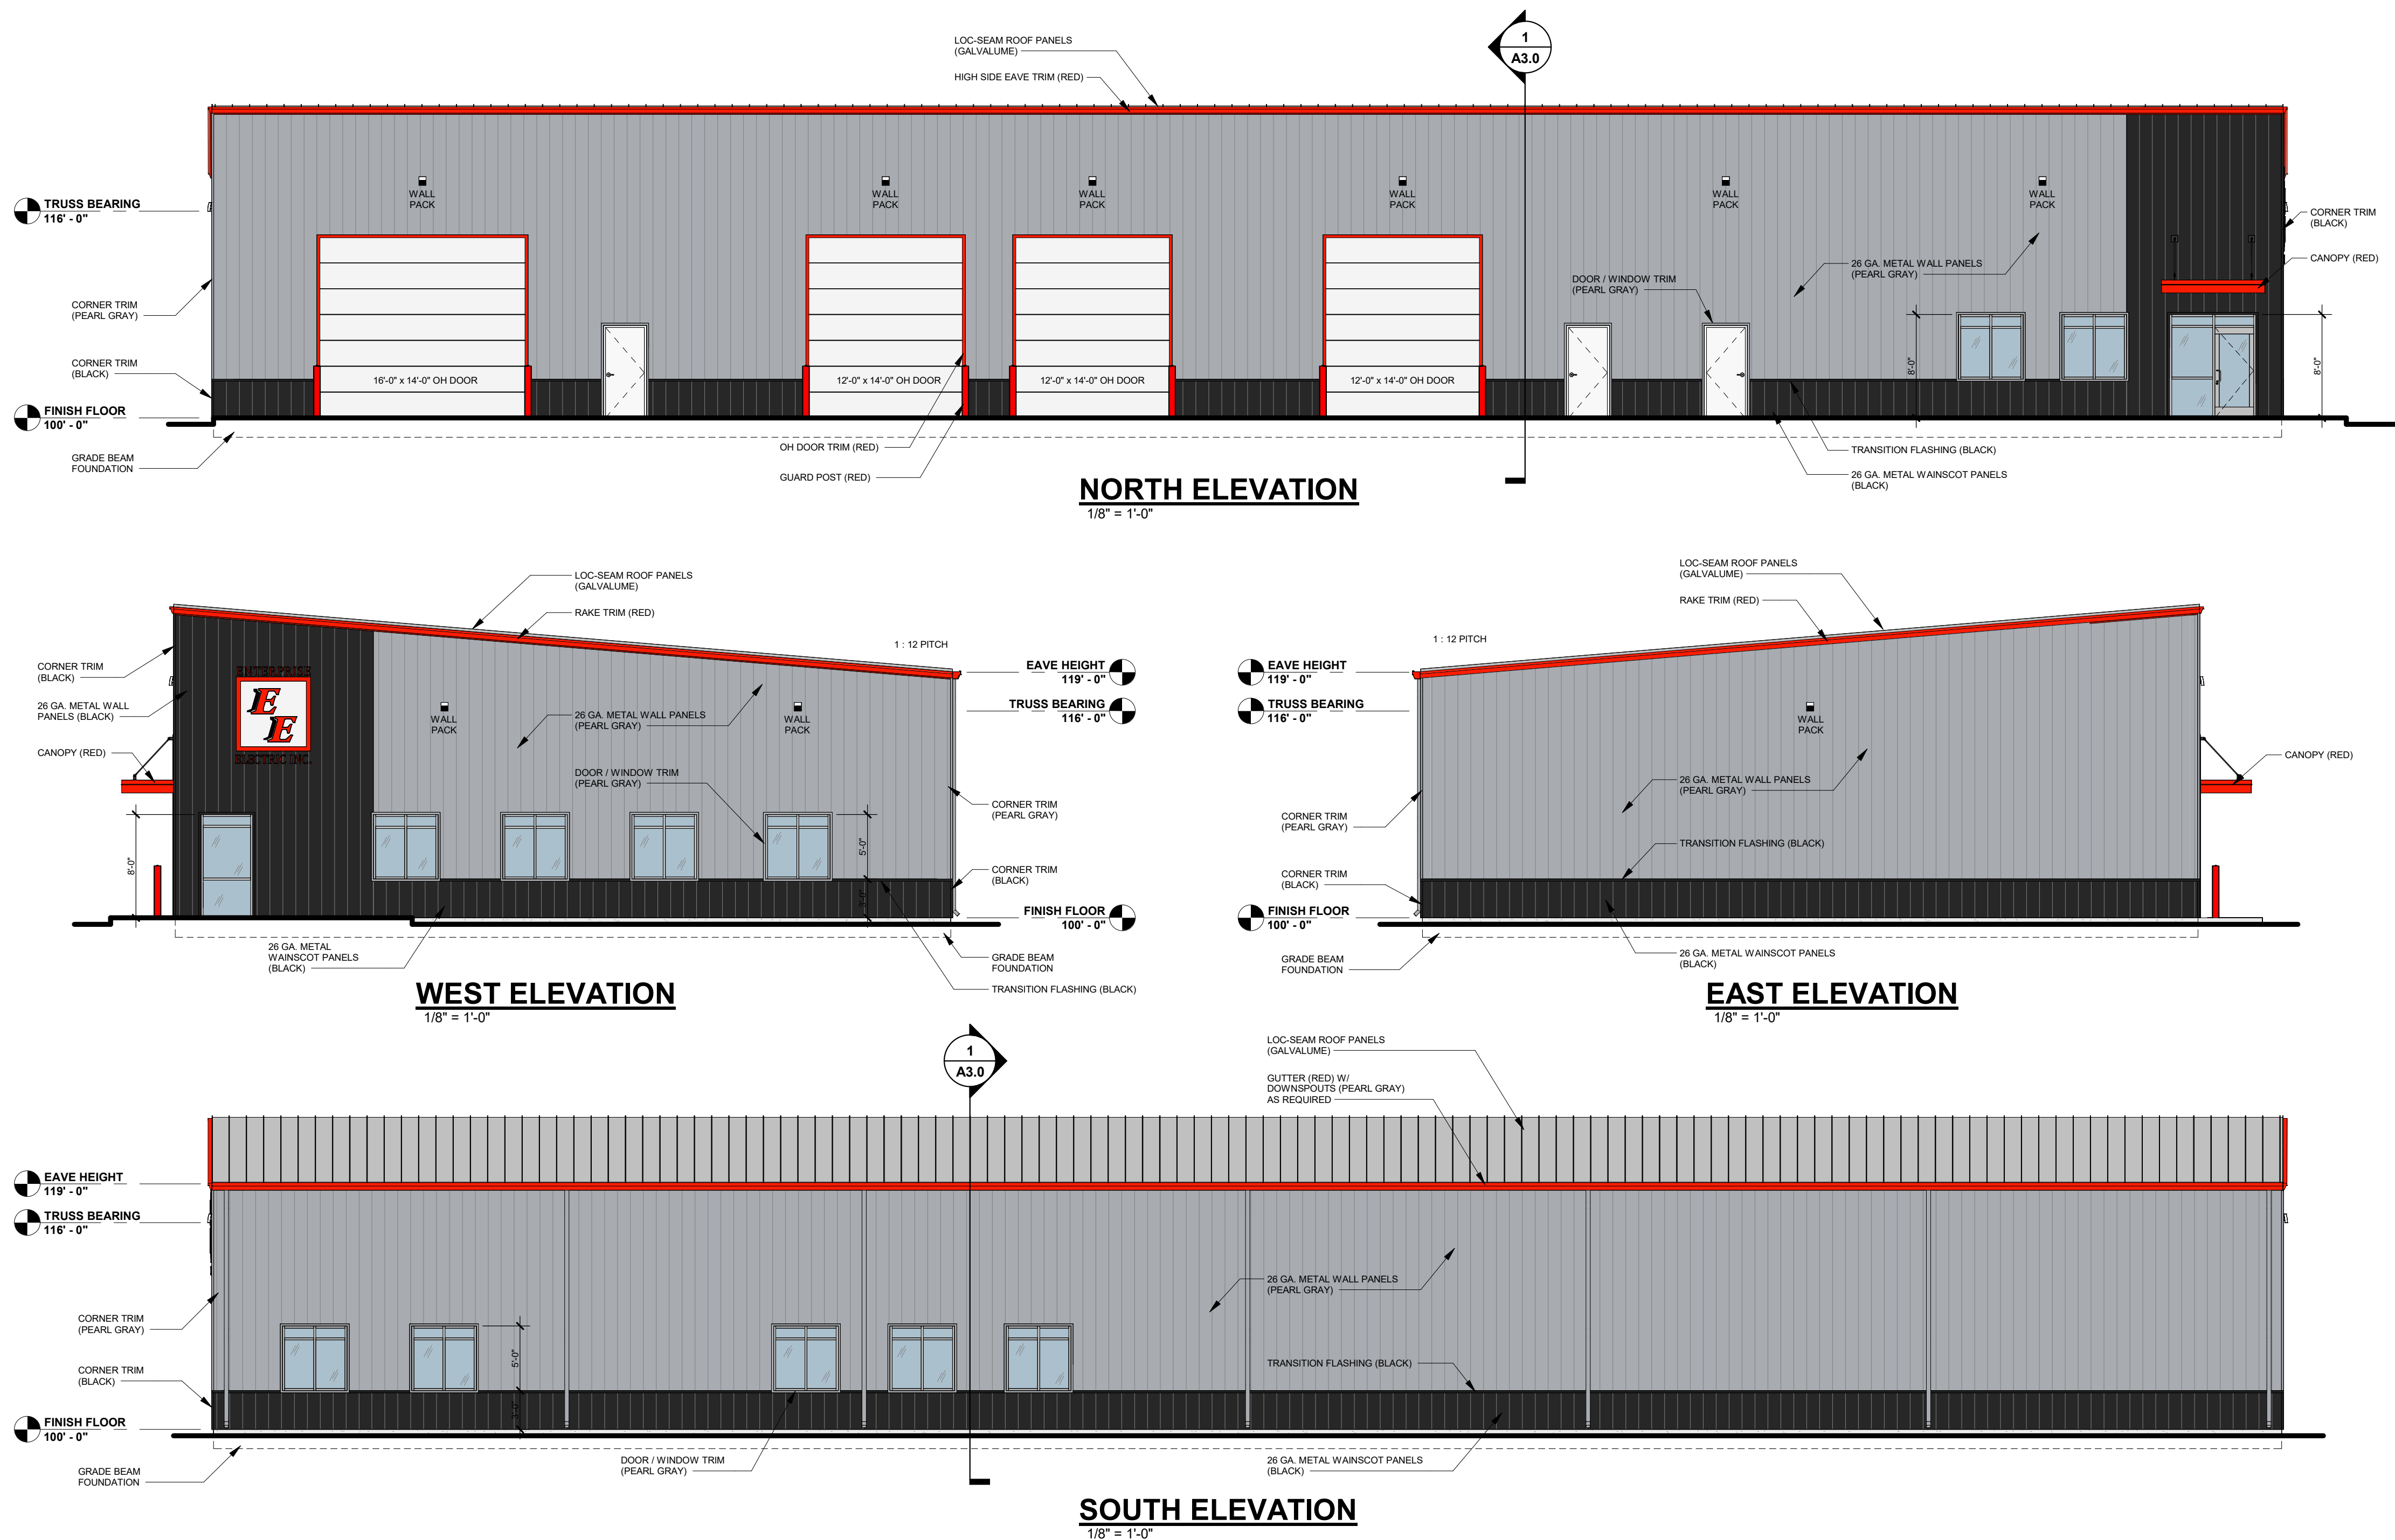 1
A3.0
LOC-SEAM ROOF PANELS
(GALVALUME)
HIGH SIDE EAVE TRIM (RED)
WALL
PACK
WALL
PACK
WALL
PACK
WALL
PACK
WALL
PACK
WALL
PACK
TRUSS BEARING
116' - 0"
CORNER TRIM
(BLACK)
CANOPY (RED)
26 GA. METAL WALL PANELS
(PEARL GRAY)
DOOR / WINDOW TRIM
(PEARL GRAY)
CORNER TRIM
(PEARL GRAY)
CORNER TRIM
(BLACK)
8'-0"
8'-0"
16'-0" x 14'-0" OH DOOR
12'-0" x 14'-0" OH DOOR
12'-0" x 14'-0" OH DOOR
12'-0" x 14'-0" OH DOOR
FINISH FLOOR
100' - 0"
GRADE BEAM
FOUNDATION
OH DOOR TRIM (RED)
GUARD POST (RED)
TRANSITION FLASHING (BLACK)
26 GA. METAL WAINSCOT PANELS
(BLACK)
NORTH ELEVATION
1/8" = 1'-0"
LOC-SEAM ROOF PANELS
(GALVALUME)
RAKE TRIM (RED)
1 : 12 PITCH
CORNER TRIM
(BLACK)
26 GA. METAL WALL
PANELS (BLACK)
CANOPY (RED)
ENTERPRISE
EE
ELECTRIC INC.
WALL
PACK
WALL
PACK
26 GA. METAL WALL PANELS
(PEARL GRAY)
DOOR / WINDOW TRIM
(PEARL GRAY)
EAVE HEIGHT
119' - 0"
TRUSS BEARING
116' - 0"
CORNER TRIM
(PEARL GRAY)
CORNER TRIM
(BLACK)
8'-0"
5'-0"
3'-0"
FINISH FLOOR
100' - 0"
26 GA. METAL
WAINSCOT PANELS
(BLACK)
GRADE BEAM
FOUNDATION
TRANSITION FLASHING (BLACK)
WEST ELEVATION
1/8" = 1'-0"
LOC-SEAM ROOF PANELS
(GALVALUME)
RAKE TRIM (RED)
1 : 12 PITCH
EAVE HEIGHT
119' - 0"
TRUSS BEARING
116' - 0"
WALL
PACK
CANOPY (RED)
26 GA. METAL WALL PANELS
(PEARL GRAY)
CORNER TRIM
(PEARL GRAY)
TRANSITION FLASHING (BLACK)
CORNER TRIM
(BLACK)
FINISH FLOOR
100' - 0"
GRADE BEAM
FOUNDATION
26 GA. METAL WAINSCOT PANELS
(BLACK)
EAST ELEVATION
1/8" = 1'-0"
1
A3.0
LOC-SEAM ROOF PANELS
(GALVALUME)
GUTTER (RED) W/
DOWNSPOUTS (PEARL GRAY)
AS REQUIRED
EAVE HEIGHT
119' - 0"
TRUSS BEARING
116' - 0"
26 GA. METAL WALL PANELS
(PEARL GRAY)
CORNER TRIM
(PEARL GRAY)
CORNER TRIM
(BLACK)
5'-0"
3'-0"
TRANSITION FLASHING (BLACK)
FINISH FLOOR
100' - 0"
GRADE BEAM
FOUNDATION
DOOR / WINDOW TRIM
(PEARL GRAY)
26 GA. METAL WAINSCOT PANELS
(BLACK)
SOUTH ELEVATION
1/8" = 1'-0"